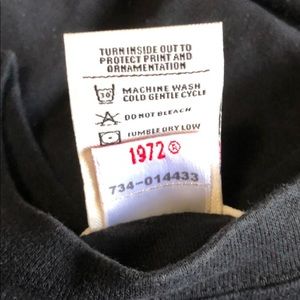 TURN INSIDE OUT TO
PROTECT PRINT AND
ORNAMENTATION
30
MACHINE WASH
COLD GENTLE CYCLE
DO NOT BLEACH
TUMBLE DRY LOW
1972®
734-014433